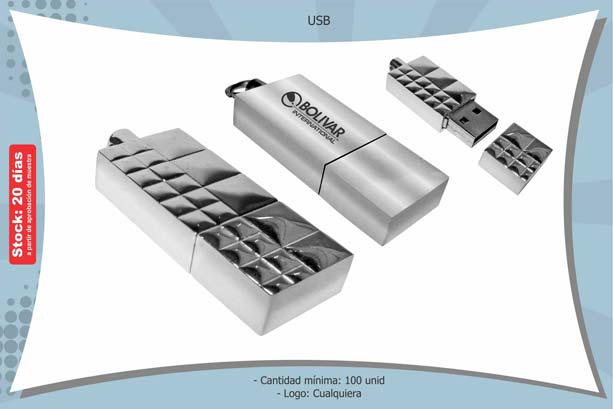 USB
BOLIVAR
INTERNATIONAL
Stock: 20 días
a partir de aprobación de muestra
- Cantidad mínima: 100 unid
- Logo: Cualquiera